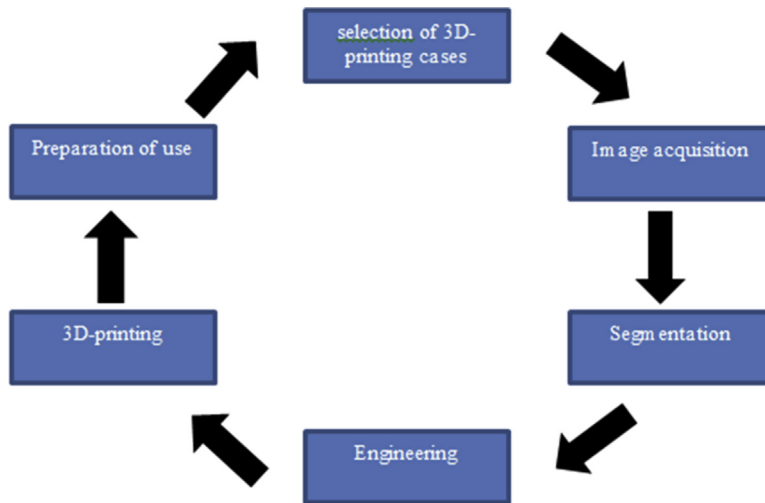 selection of 3D-
printing cases
Image acquisition
Segmentation
Engineering
3D-printing
Preparation of use